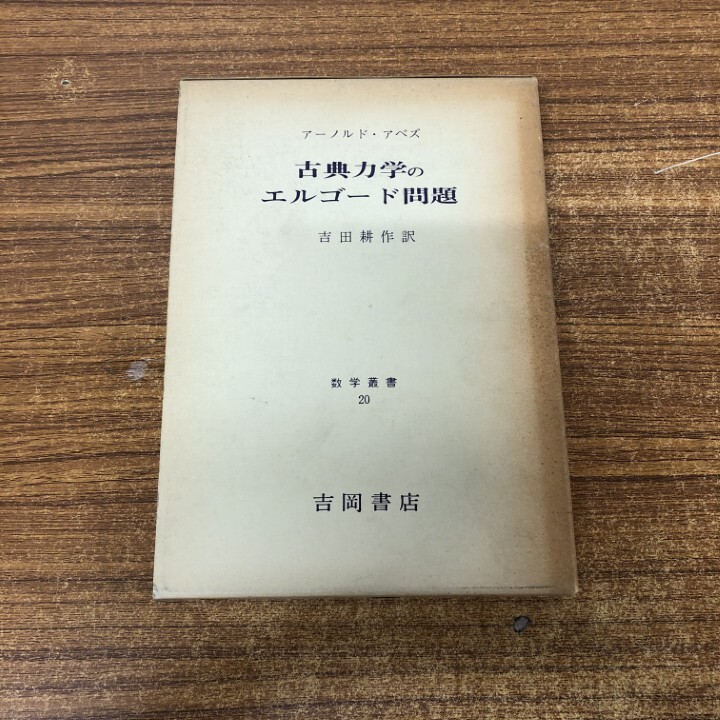 アーノルド・アベズ
古典力学の
エルゴード問題
吉田耕作訳
数学叢書
20
吉岡書店